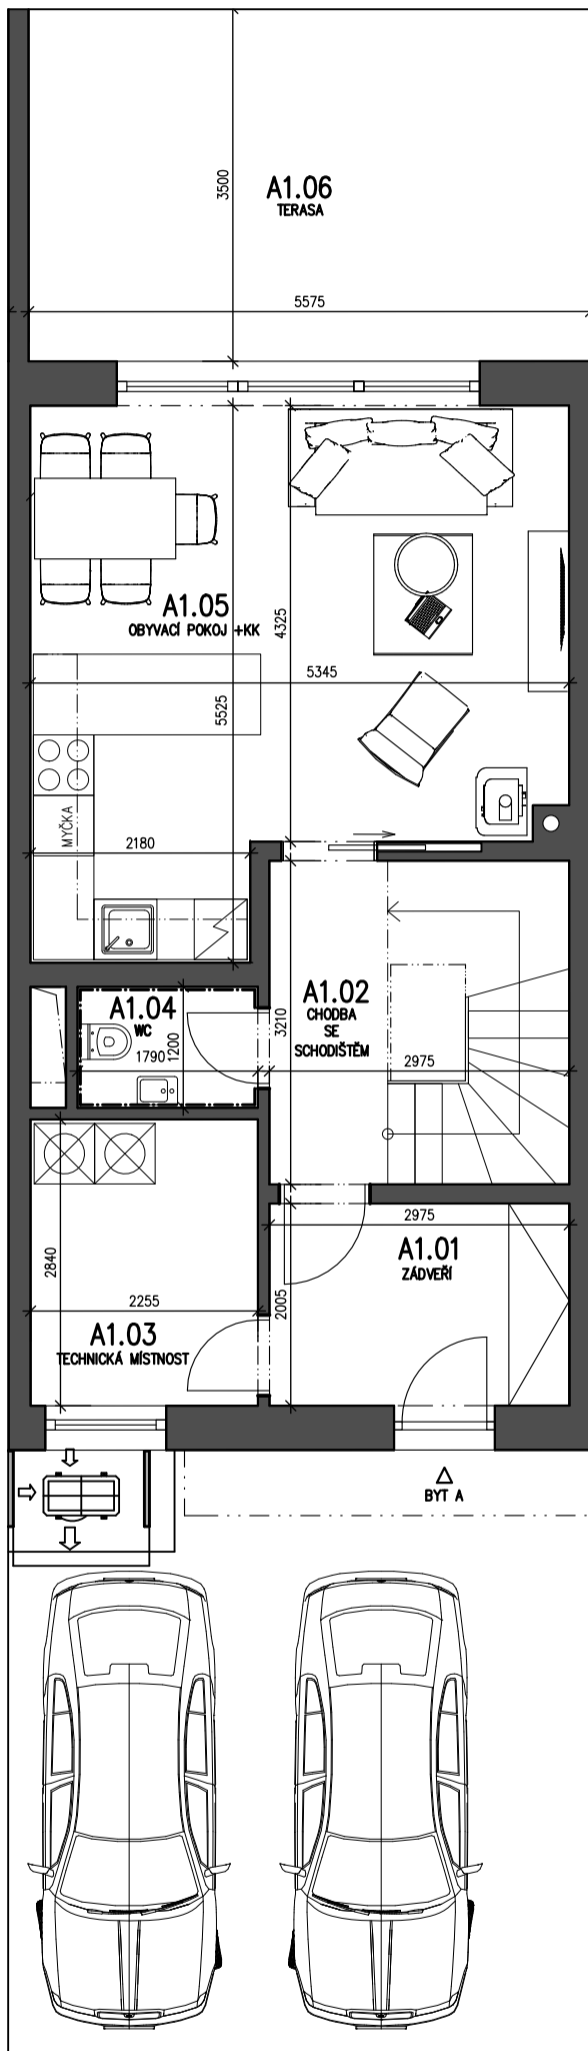 3500
A1.06
TERASA
5575
A1.05
OBYVACÍ POKOJ +KK
4325
5345
5525
MYČKA
2180
A1.04
WC
1790
1200
A1.02
CHODBA
SE
SCHODIŠTĚM
3210
2975
2975
A1.01
ZÁDVEŘÍ
2840
2255
2005
A1.03
TECHNICKÁ MÍSTNOST
BYT A